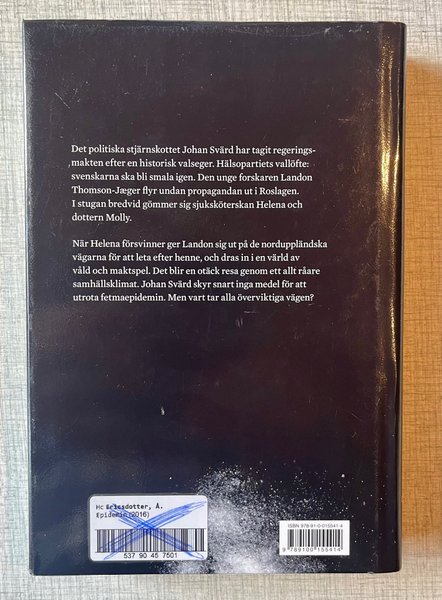 Det politiska stjärnskottet Johan Svärd har tagit regerings-
makten efter en historisk valseger. Hälsopartiets vallöfte:
svenskarna ska bli smala igen. Den unge forskaren Landon
Thomson-Jæger flyr undan propagandan ut i Roslagen.
I stugan bredvid gömmer sig sjuksköterskan Helena och
dottern Molly.
När Helena försvinner ger Landon sig ut på de norduppländska
vägarna för att leta efter henne, och dras in i en värld av
våld och maktspel. Det blir en otäck resa genom ett allt råare
samhällsklimat. Johan Svärd skyr snart inga medel för att
utrota fetmaepidemin. Men vart tar alla överviktiga vägen?
Hc Ericsdotter, Å.
Epidemin (2016)
537 90 45 7501
ISBN 978-91-0-015541-4
9 789100 155414